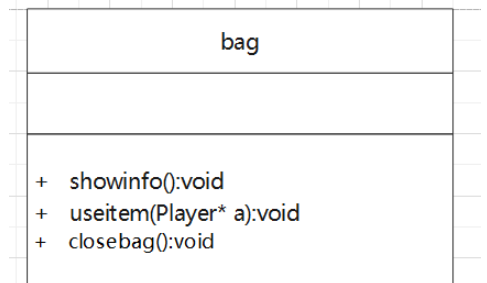 bag
+ showinfo():void
+ useitem(Player* a):void
+ closebag():void